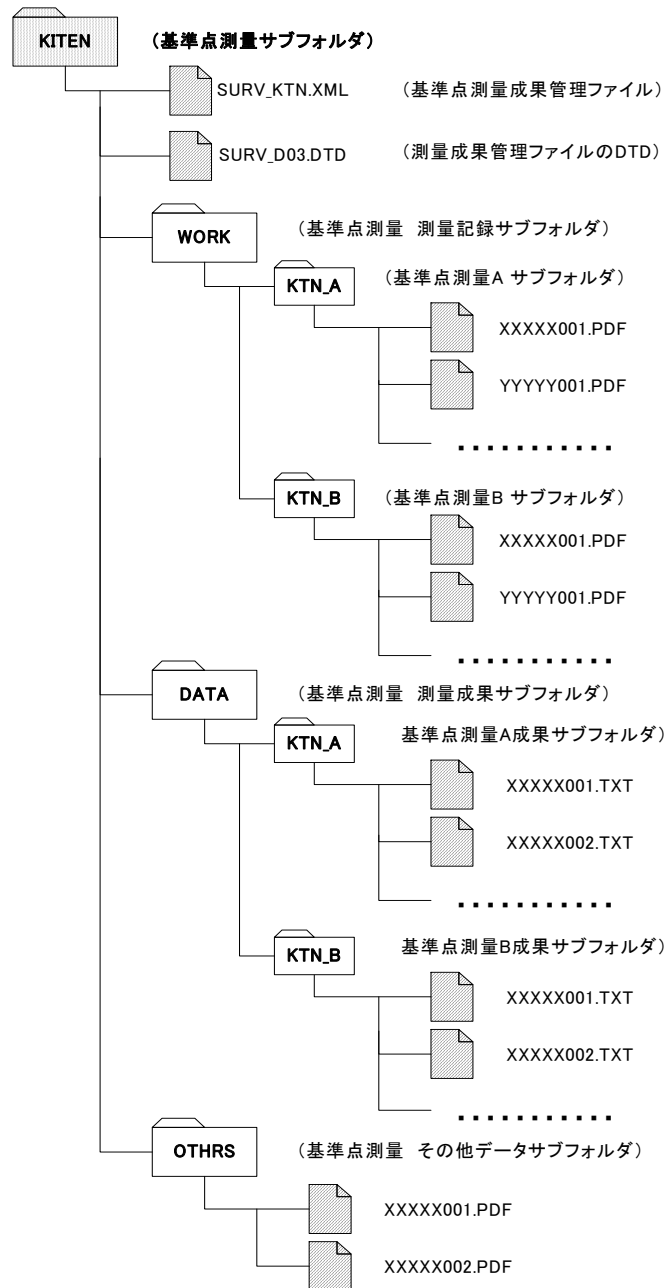 KITEN (基準点測量サブフォルダ)
SURV_KTN.XML (基準点測量成果管理ファイル)
SURV_D03.DTD (測量成果管理ファイルのDTD)
WORK (基準点測量 測量記録サブフォルダ)
KTN_A (基準点測量A サブフォルダ)
XXXXX001.PDF
YYYYY001.PDF
...........
KTN_B (基準点測量B サブフォルダ)
XXXXX001.PDF
YYYYY001.PDF
...........
DATA (基準点測量 測量成果サブフォルダ)
KTN_A 基準点測量A成果サブフォルダ)
XXXXX001.TXT
XXXXX002.TXT
...........
KTN_B 基準点測量B成果サブフォルダ)
XXXXX001.TXT
XXXXX002.TXT
...........
OTHRS (基準点測量 その他データサブフォルダ)
XXXXX001.PDF
XXXXX002.PDF